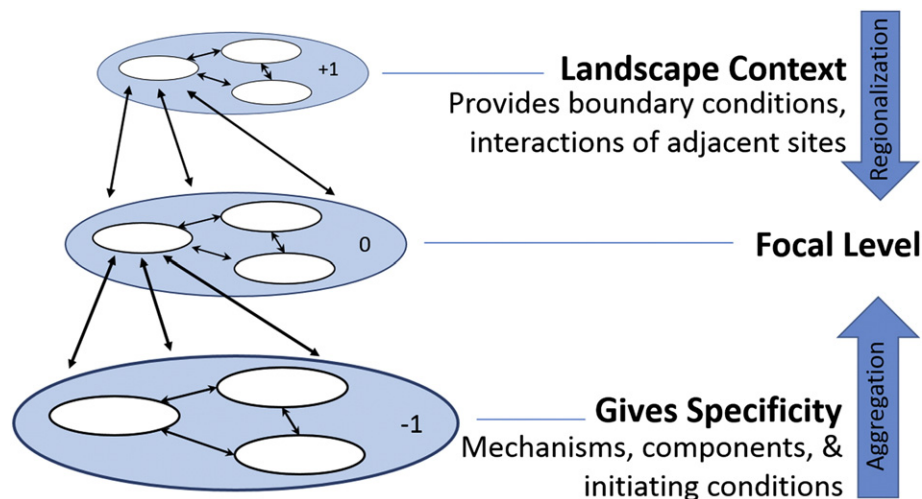 +1
Landscape Context
Provides boundary conditions,
interactions of adjacent sites
Regionalization
0
Focal Level
-1
Gives Specificity
Mechanisms, components, &
initiating conditions
Aggregation